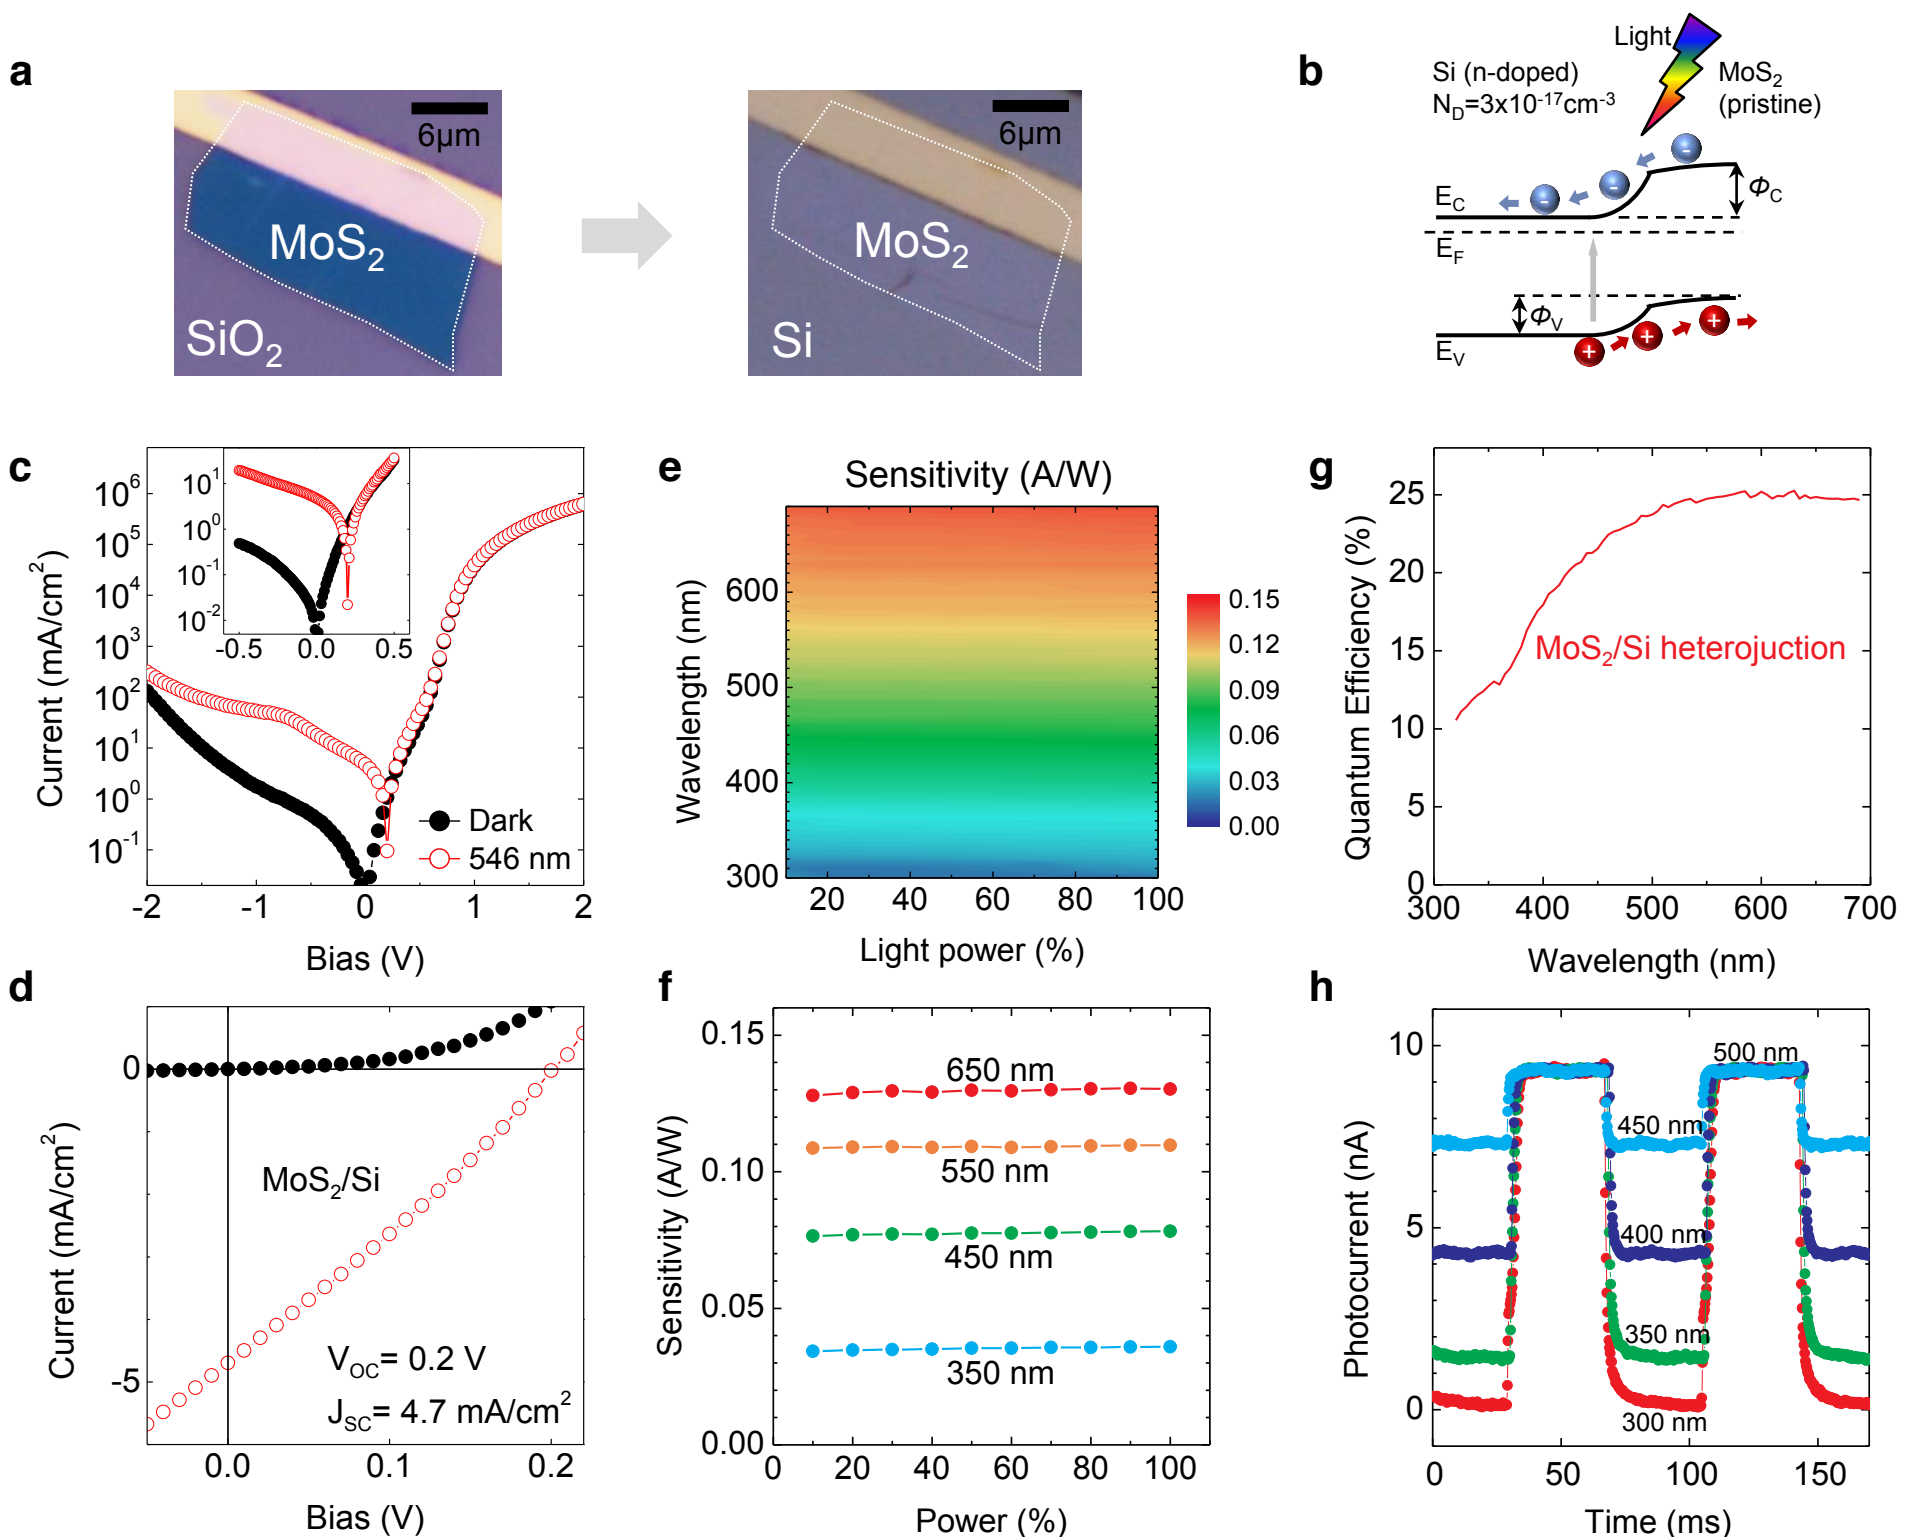 a
6μm
MoS₂
SiO₂
6μm
MoS₂
Si
b
Light
Si (n-doped)
N_D=3x10⁻¹⁷cm⁻³
MoS₂
(pristine)
-
-
-
E_C
ϕ_C
E_F
ϕ_V
E_V
+
+
+
c
Current (mA/cm²)
10⁶
10⁵
10⁴
10³
10²
10¹
10⁰
10⁻¹
10¹
10⁰
10⁻¹
10⁻²
-0.5
0.0
0.5
Dark
546 nm
-2
-1
0
1
2
Bias (V)
d
Current (mA/cm²)
0
-5
MoS₂/Si
V_OC= 0.2 V
J_SC= 4.7 mA/cm²
0.0
0.1
0.2
Bias (V)
e
Sensitivity (A/W)
Wavelength (nm)
600
500
400
300
20
40
60
80
100
Light power (%)
0.15
0.12
0.09
0.06
0.03
0.00
f
Sensitivity (A/W)
0.15
0.10
0.05
0.00
650 nm
550 nm
450 nm
350 nm
0
20
40
60
80
100
Power (%)
g
Quantum Efficiency (%)
25
20
15
10
5
0
MoS₂/Si heterojuction
300
400
500
600
700
Wavelength (nm)
h
Photocurrent (nA)
10
5
0
500 nm
450 nm
400 nm
350 nm
300 nm
0
50
100
150
Time (ms)